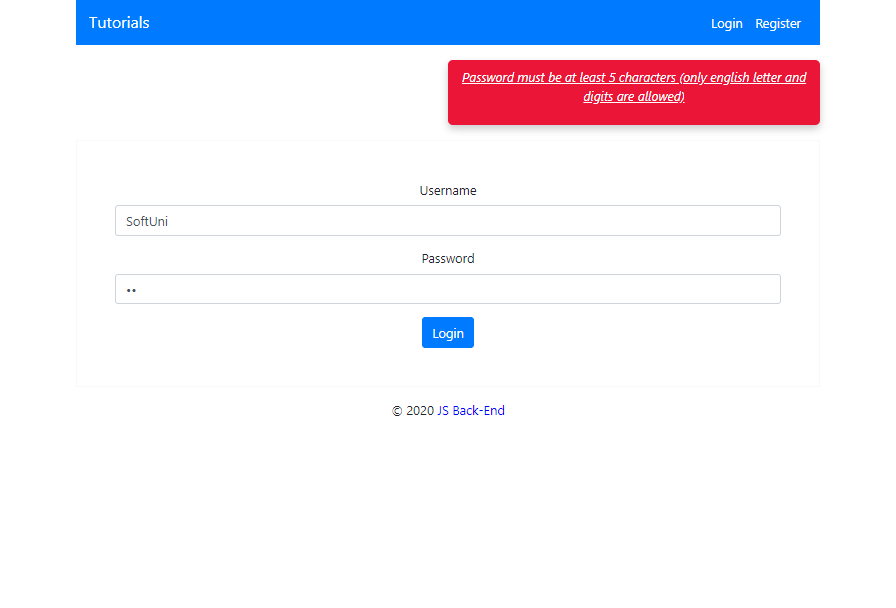 Tutorials
Login Register
Password must be at least 5 characters (only english letter and
digits are allowed)
Username
SoftUni
Password
••
Login
© 2020 JS Back-End